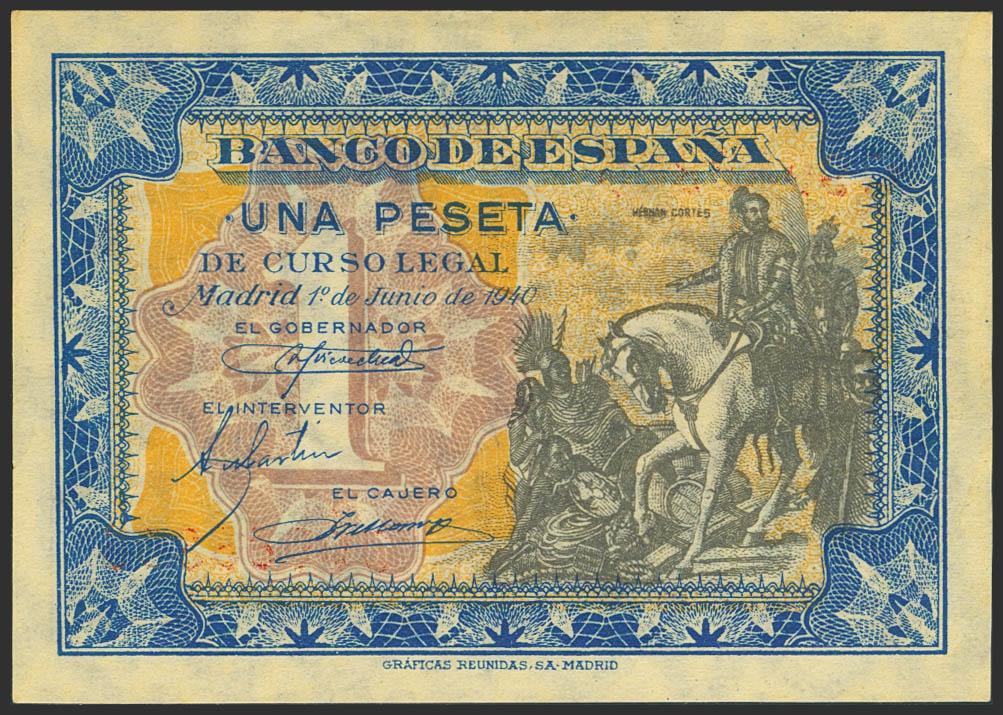 BANCO DE ESPAÑA
·UNA PESETA·
HERNAN CORTES
DE CURSO LEGAL
Madrid 1º de Junio de 1940
EL GOBERNADOR
EL INTERVENTOR
EL CAJERO
1
GRÁFICAS REUNIDAS, S.A. MADRID